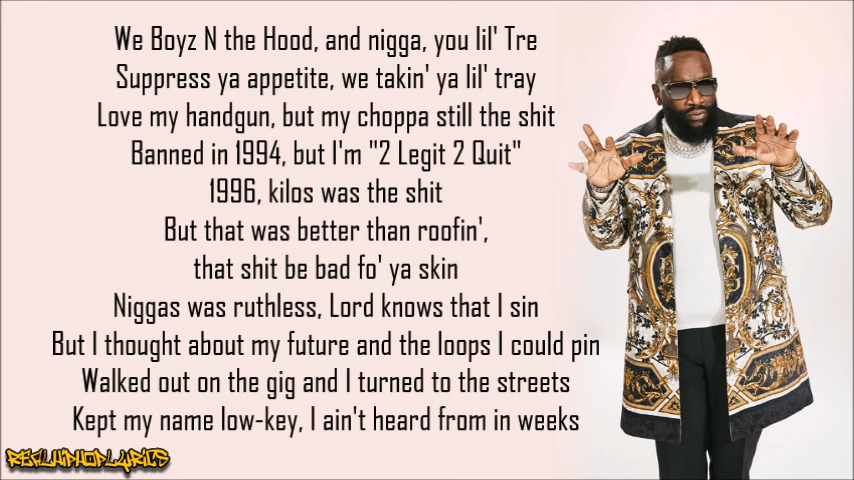 We Boyz N the Hood, and nigga, you lil' Tre
Suppress ya appetite, we takin' ya lil' tray
Love my handgun, but my choppa still the shit
Banned in 1994, but I'm "2 Legit 2 Quit"
1996, kilos was the shit
But that was better than roofin',
that shit be bad fo' ya skin
Niggas was ruthless, Lord knows that I sin
But I thought about my future and the loops I could pin
Walked out on the gig and I turned to the streets
Kept my name low-key, I ain't heard from in weeks
REALHIPHOPLYRICS